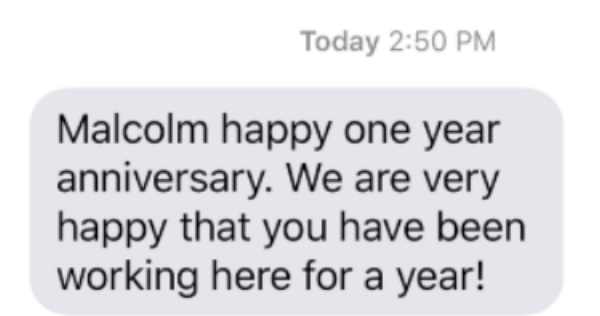 Today 2:50 PM
Malcolm happy one year
anniversary. We are very
happy that you have been
working here for a year!